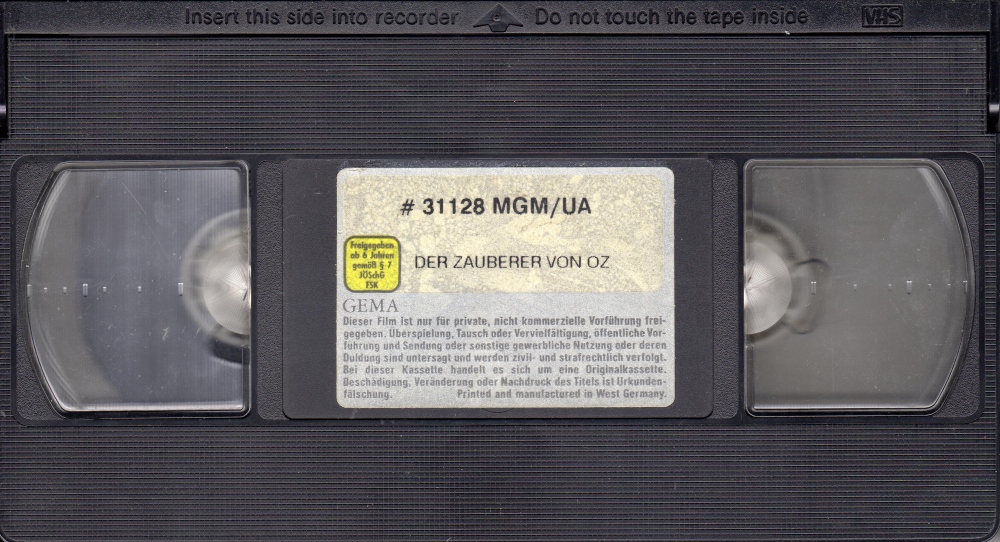 Insert this side into recorder Do not touch the tape inside VHS
# 31128 MGM/UA
DER ZAUBERER VON OZ
Freigegeben
ab 6 Jahren
gemäß § 7
JÖSchG
FSK
GEMA
Dieser Film ist nur für private, nicht kommerzielle Vorführung frei-
gegeben. Überspielung, Tausch oder Vervielfältigung, öffentliche Vor-
führung und Sendung oder sonstige gewerbliche Nutzung oder deren
Duldung sind untersagt und werden zivil- und strafrechtlich verfolgt.
Bei dieser Kassette handelt es sich um eine Originalkassette.
Beschädigung, Veränderung oder Nachdruck des Titels ist Urkunden-
fälschung. Printed and manufactured in West Germany.